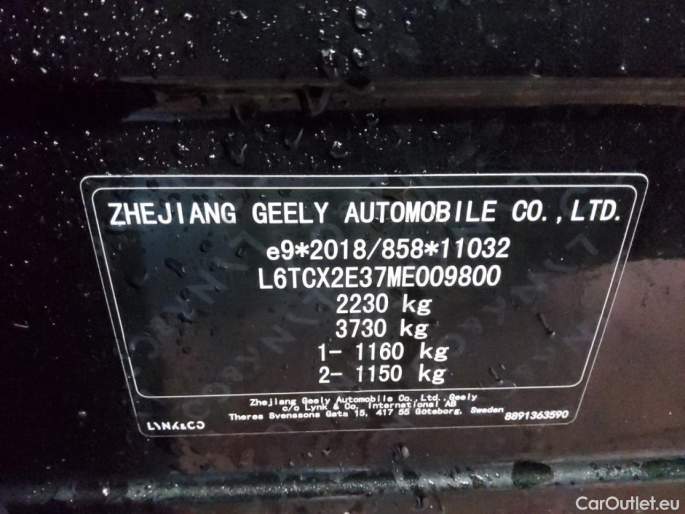 ZHEJIANG GEELY AUTOMOBILE CO.,LTD.
e9*2018/858*11032
L6TCX2E37ME009800
2230 kg
3730 kg
1- 1160 kg
2- 1150 kg
Zhejiang Geely Automobile Co., Ltd., Geely
c/o Lynk & Co. International AB
Theres Svenssons Gata 15, 417 55 Göteborg, Sweden
LYNK&CO
8891363590
CarOutlet.eu